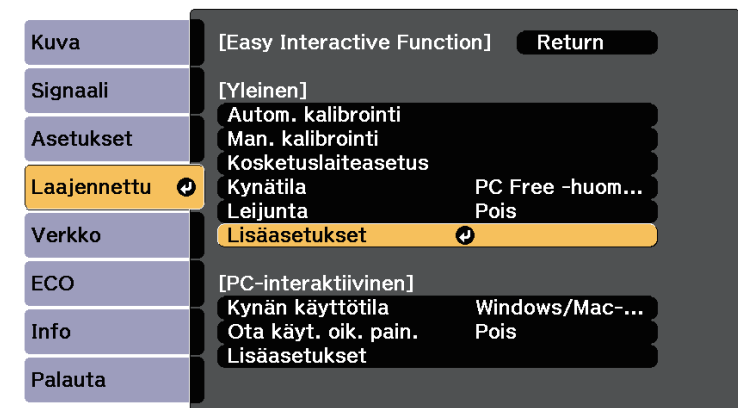 Kuva
Signaali
Asetukset
Laajennettu
Verkko
ECO
Info
Palauta
[Easy Interactive Function] Return
[Yleinen]
Autom. kalibrointi
Man. kalibrointi
Kosketuslaiteasetus
Kynätila PC Free -huom...
Leijunta Pois
Lisäasetukset
[PC-interaktiivinen]
Kynän käyttötila Windows/Mac-...
Ota käyt. oik. pain. Pois
Lisäasetukset